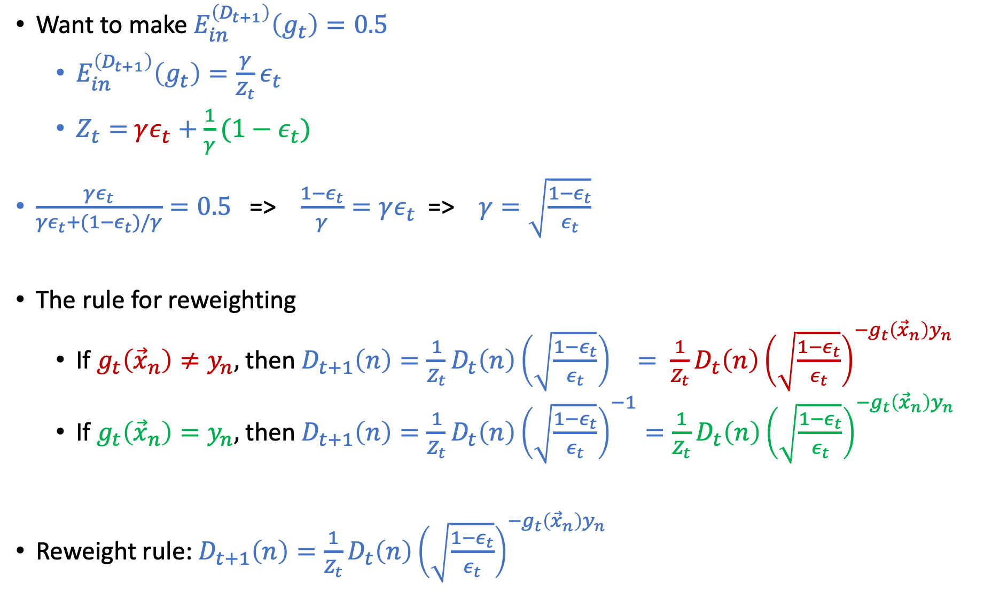 • Want to make $E_{in}^{(D_{t+1})}(g_t) = 0.5$
• $E_{in}^{(D_{t+1})}(g_t) = \frac{\gamma}{Z_t}\epsilon_t$
• $Z_t = \gamma\epsilon_t + \frac{1}{\gamma}(1 - \epsilon_t)$
• $\frac{\gamma\epsilon_t}{\gamma\epsilon_t+(1-\epsilon_t)/\gamma} = 0.5$ => $\frac{1-\epsilon_t}{\gamma} = \gamma\epsilon_t$ => $\gamma = \sqrt{\frac{1-\epsilon_t}{\epsilon_t}}$
• The rule for reweighting
• If $g_t(\vec{x}_n) \neq y_n$, then $D_{t+1}(n) = \frac{1}{Z_t}D_t(n)\left(\sqrt{\frac{1-\epsilon_t}{\epsilon_t}}\right) = \frac{1}{Z_t}D_t(n)\left(\sqrt{\frac{1-\epsilon_t}{\epsilon_t}}\right)^{-g_t(\vec{x}_n)y_n}$
• If $g_t(\vec{x}_n) = y_n$, then $D_{t+1}(n) = \frac{1}{Z_t}D_t(n)\left(\sqrt{\frac{1-\epsilon_t}{\epsilon_t}}\right)^{-1} = \frac{1}{Z_t}D_t(n)\left(\sqrt{\frac{1-\epsilon_t}{\epsilon_t}}\right)^{-g_t(\vec{x}_n)y_n}$
• Reweight rule: $D_{t+1}(n) = \frac{1}{Z_t}D_t(n)\left(\sqrt{\frac{1-\epsilon_t}{\epsilon_t}}\right)^{-g_t(\vec{x}_n)y_n}$